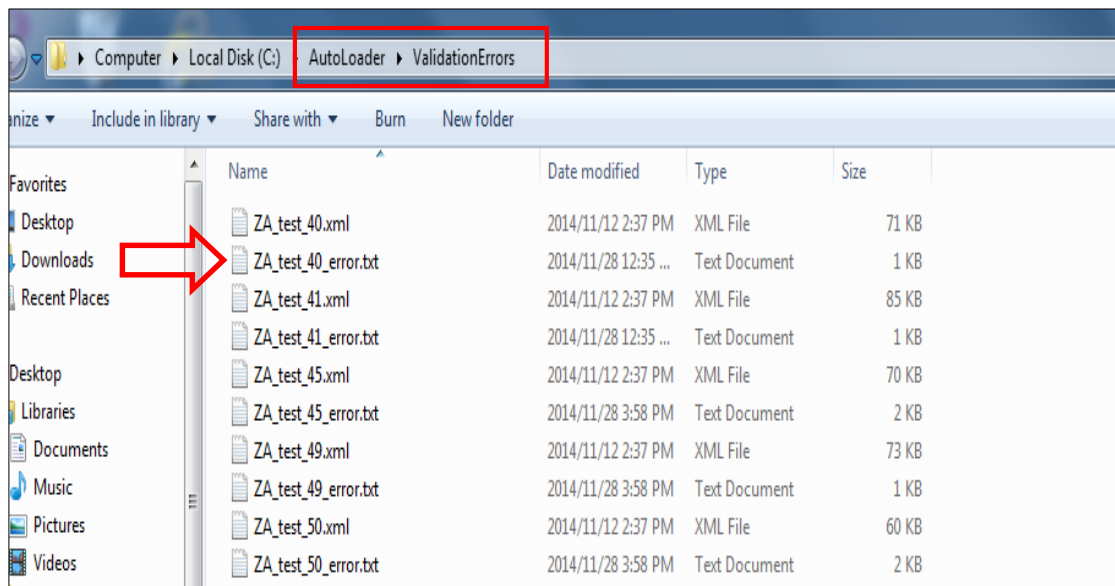 Computer Local Disk (C:) AutoLoader ValidationErrors
anize Include in library Share with Burn New folder
Favorites
Desktop
Downloads
Recent Places
Desktop
Libraries
Documents
Music
Pictures
Videos
Name Date modified Type Size
ZA_test_40.xml 2014/11/12 2:37 PM XML File 71 KB
ZA_test_40_error.txt 2014/11/28 12:35 ... Text Document 1 KB
ZA_test_41.xml 2014/11/12 2:37 PM XML File 85 KB
ZA_test_41_error.txt 2014/11/28 12:35 ... Text Document 1 KB
ZA_test_45.xml 2014/11/12 2:37 PM XML File 70 KB
ZA_test_45_error.txt 2014/11/28 3:58 PM Text Document 2 KB
ZA_test_49.xml 2014/11/12 2:37 PM XML File 73 KB
ZA_test_49_error.txt 2014/11/28 3:58 PM Text Document 1 KB
ZA_test_50.xml 2014/11/12 2:37 PM XML File 60 KB
ZA_test_50_error.txt 2014/11/28 3:58 PM Text Document 2 KB